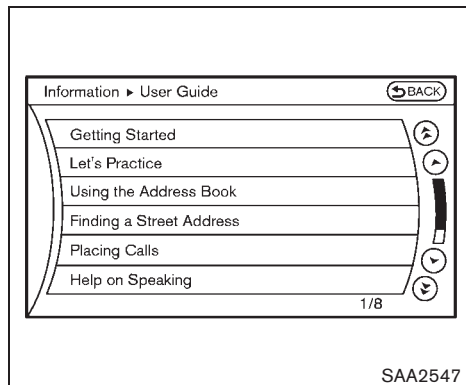 Information ▸ User Guide
BACK
Getting Started
Let's Practice
Using the Address Book
Finding a Street Address
Placing Calls
Help on Speaking
1/8
SAA2547